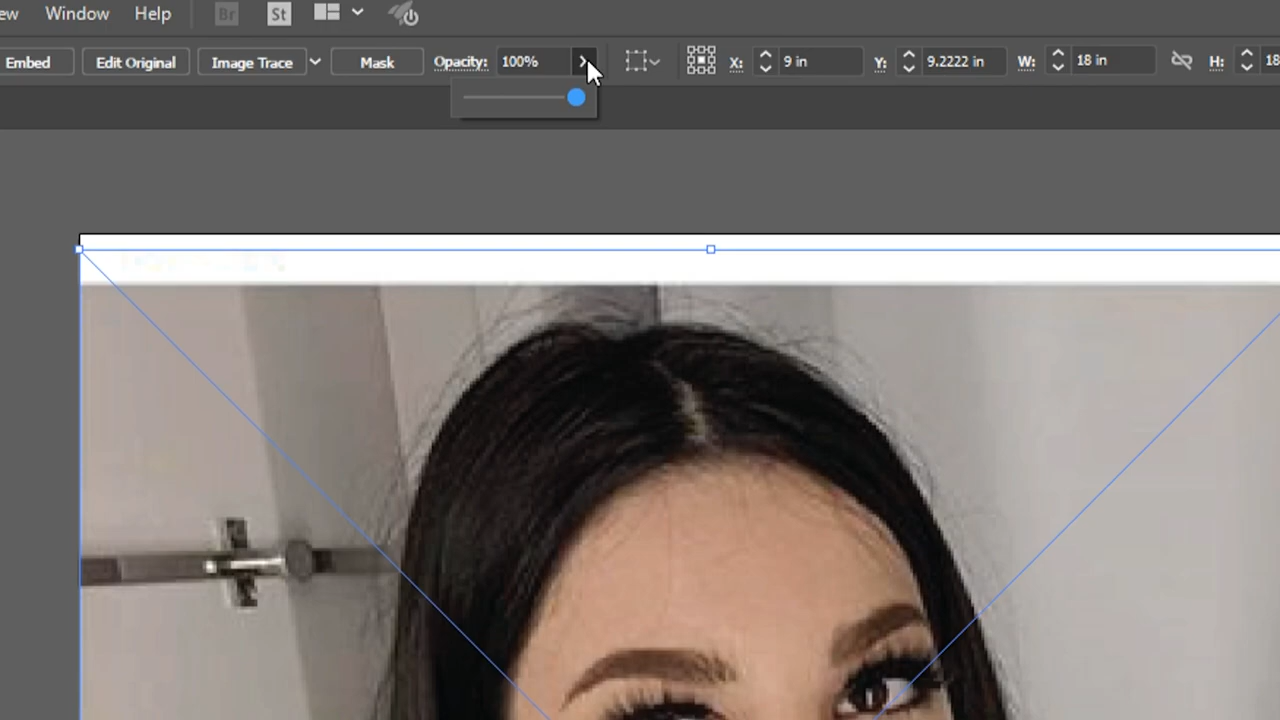 ew Window Help Br St
Embed Edit Original Image Trace Mask Opacity: 100% X: 9 in Y: 9.2222 in W: 18 in H: 18